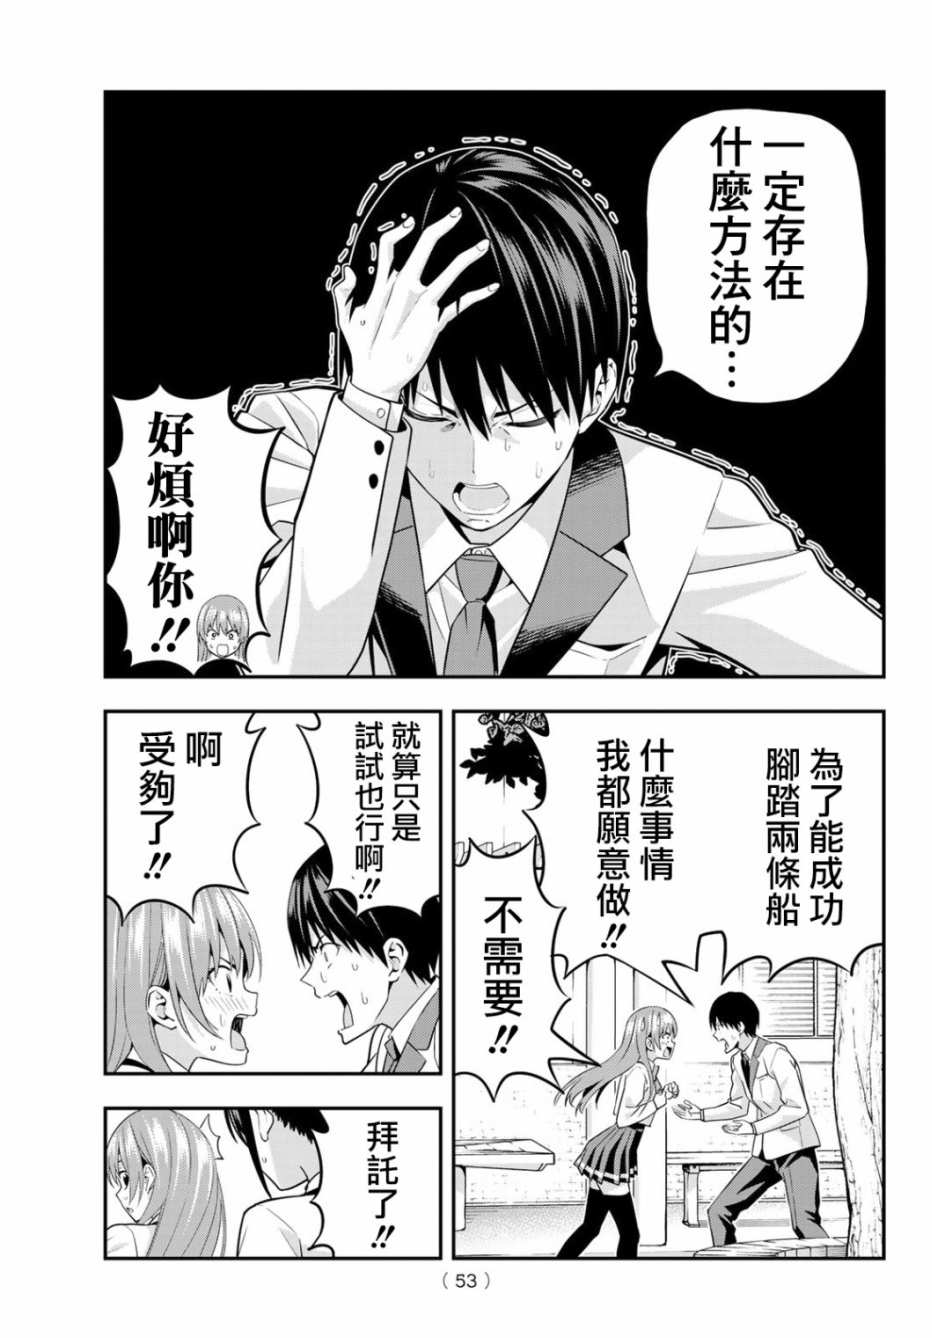 一定存在
什麼方法的…
好煩啊你!!
為了能成功
腳踏兩條船
什麼事情
我都願意做!!
不需要!!
就算只是
試試也行啊!!
啊
受夠了!!
拜託了!!
（53）